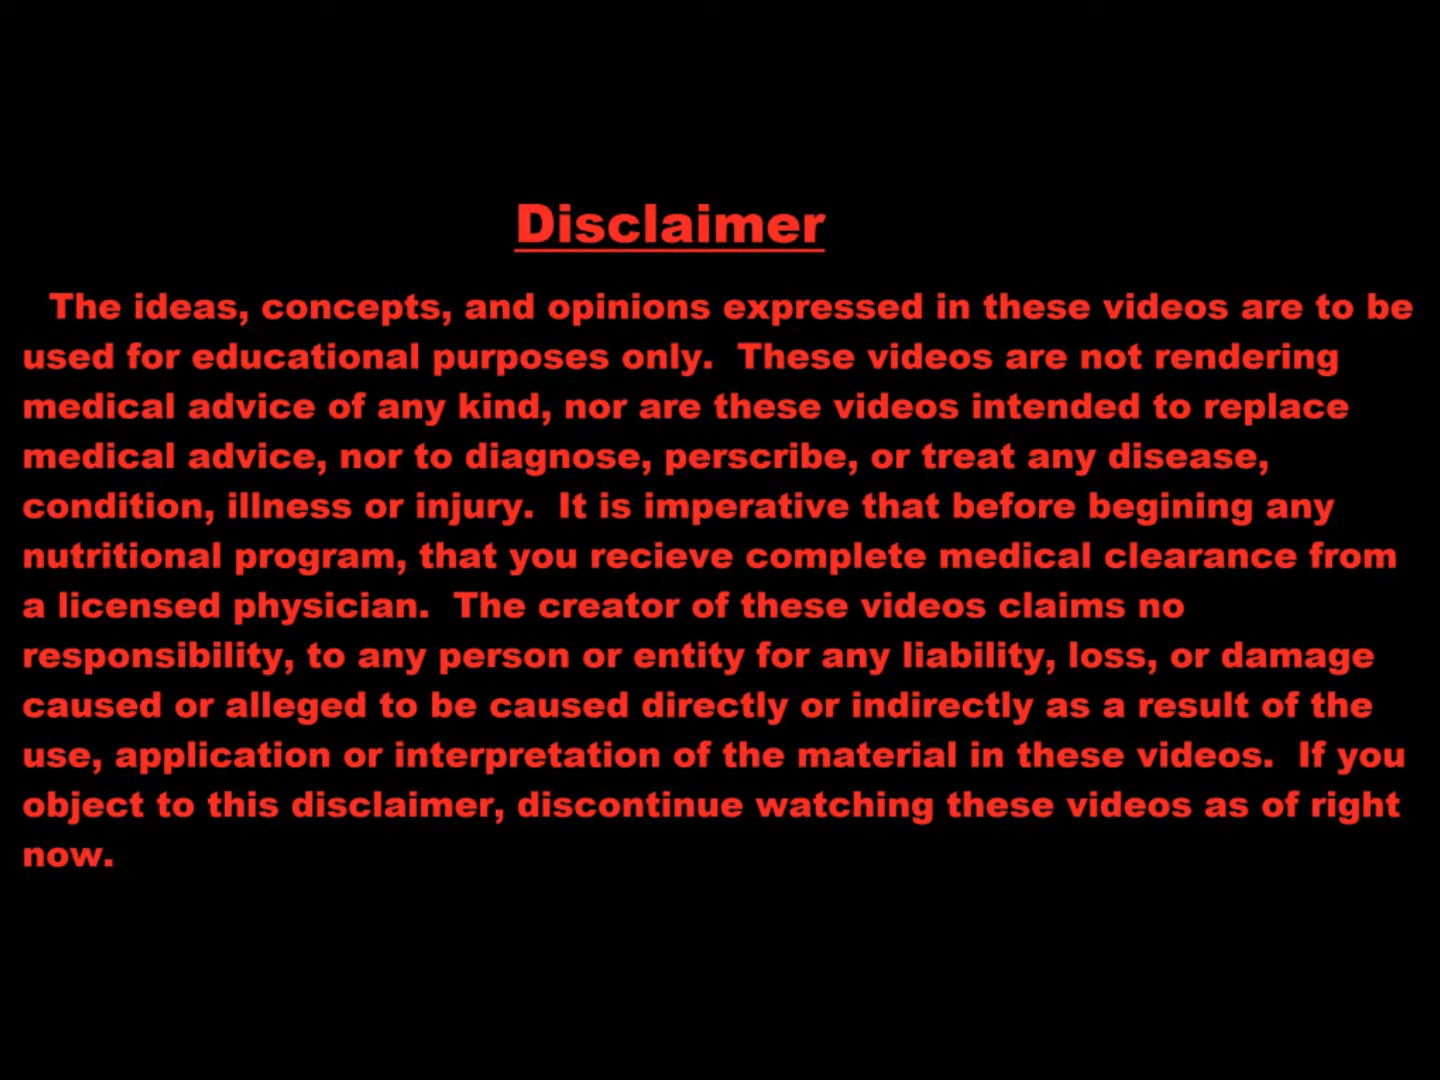 Disclaimer
The ideas, concepts, and opinions expressed in these videos are to be
used for educational purposes only.  These videos are not rendering
medical advice of any kind, nor are these videos intended to replace
medical advice, nor to diagnose, perscribe, or treat any disease,
condition, illness or injury.  It is imperative that before begining any
nutritional program, that you recieve complete medical clearance from
a licensed physician.  The creator of these videos claims no
responsibility, to any person or entity for any liability, loss, or damage
caused or alleged to be caused directly or indirectly as a result of the
use, application or interpretation of the material in these videos.  If you
object to this disclaimer, discontinue watching these videos as of right
now.